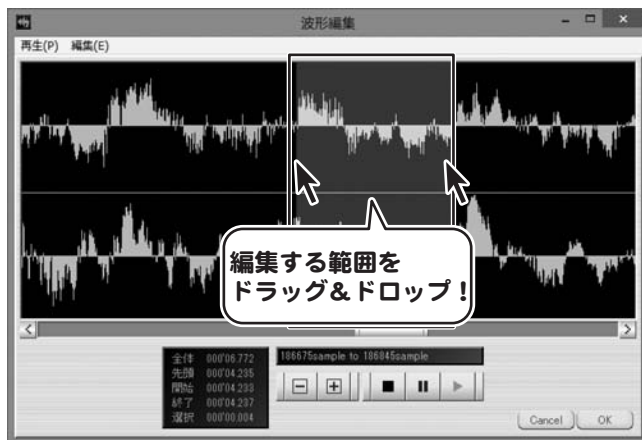 波形編集
再生(P) 編集(E)
編集する範囲を
ドラッグ&ドロップ!
全体 000'06.772
先頭 000'04.235
開始 000'04.233
終了 000'04.237
選択 000'00.004
186675sample to 186845sample
Cancel
OK